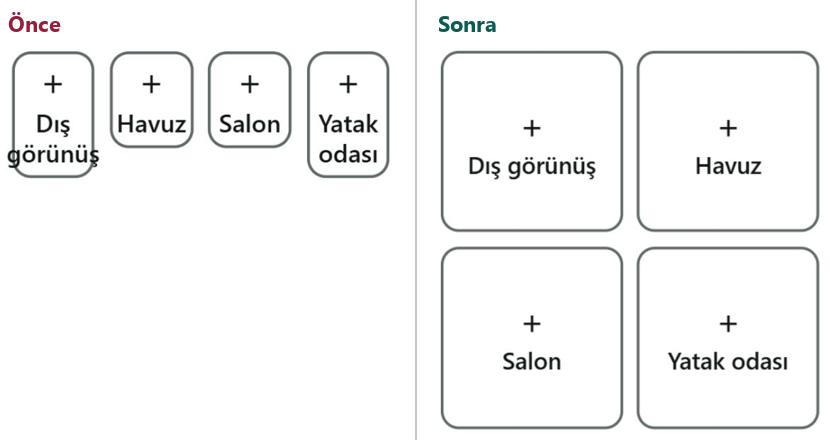 Önce
+
Dış
görünüş
+
Havuz
+
Salon
+
Yatak
odası
Sonra
+
Dış görünüş
+
Havuz
+
Salon
+
Yatak odası